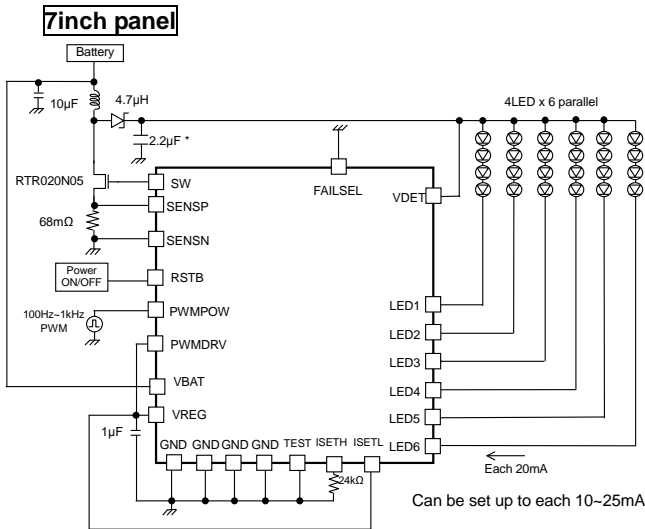 7inch panel
Battery
10µF
4.7µH
4LED x 6 parallel
2.2µF *
RTR020N05
SW
FAILSEL
VDET
SENSP
68mΩ
SENSN
Power
ON/OFF
RSTB
100Hz~1kHz
PWM
PWMPOW
LED1
PWMDRV
LED2
LED3
VBAT
LED4
VREG
LED5
1µF
GND GND GND GND TEST ISETH ISETL
LED6
24kΩ
Each 20mA
Can be set up to each 10~25mA